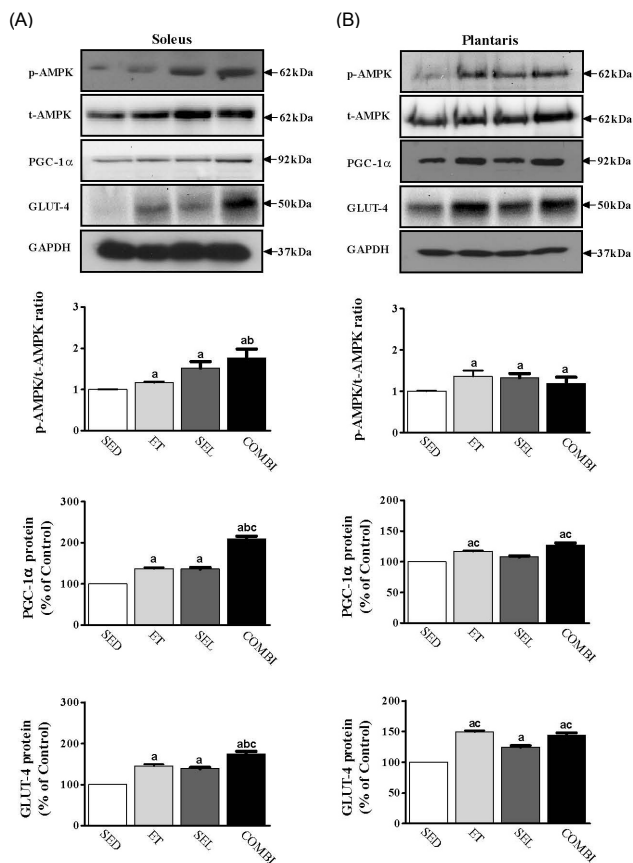 (A)
Soleus
p-AMPK
62kDa
t-AMPK
62kDa
PGC-1α
92kDa
GLUT-4
50kDa
GAPDH
37kDa
p-AMPK/t-AMPK ratio
3
2
1
0
a
a
ab
SED
ET
SEL
COMBI
PGC-1α protein
(% of Control)
300
200
100
0
a
a
abc
SED
ET
SEL
COMBI
GLUT-4 protein
(% of Control)
300
200
100
0
a
a
abc
SED
ET
SEL
COMBI
(B)
Plantaris
p-AMPK
62kDa
t-AMPK
62kDa
PGC-1α
92kDa
GLUT-4
50kDa
GAPDH
37kDa
p-AMPK/t-AMPK ratio
3
2
1
0
a
a
a
SED
ET
SEL
COMBI
PGC-1α protein
(% of Control)
200
150
100
50
0
ac
ac
SED
ET
SEL
COMBI
GLUT-4 protein
(% of Control)
200
150
100
50
0
ac
a
ac
SED
ET
SEL
COMBI